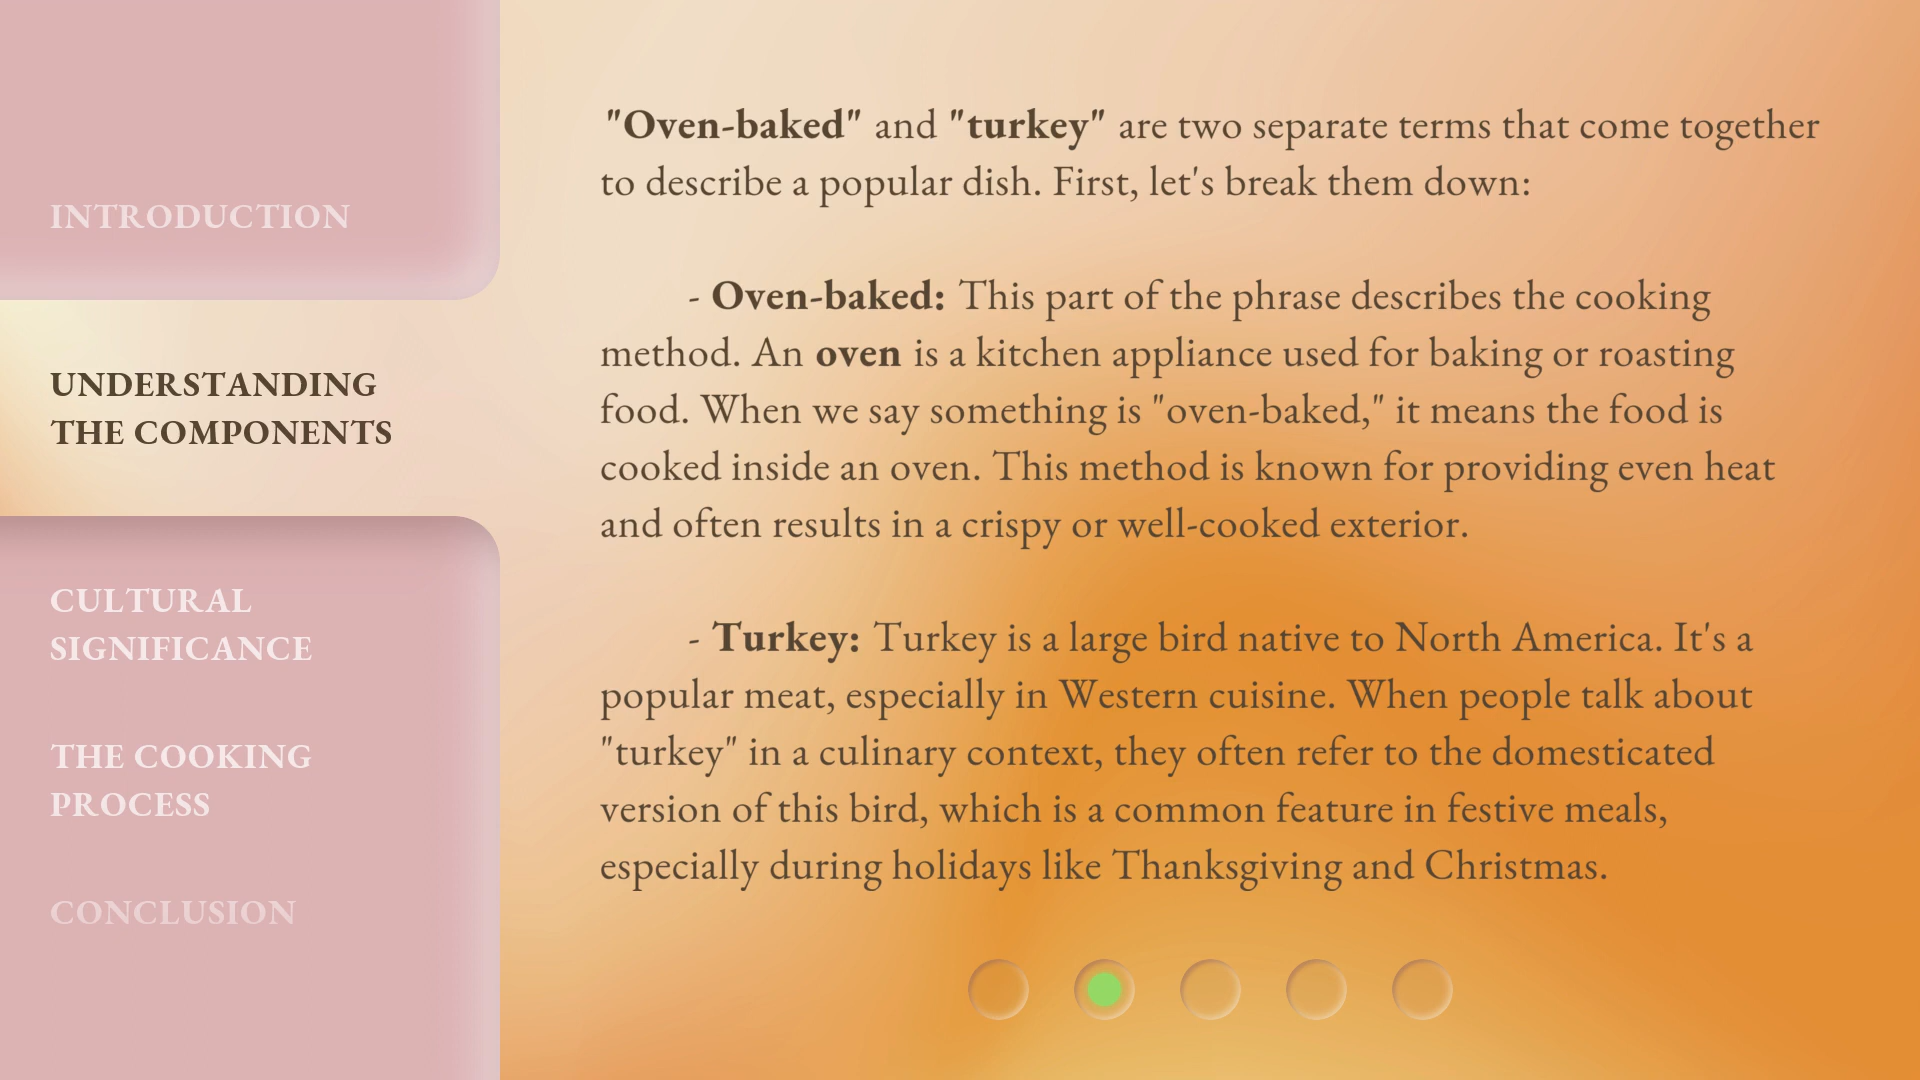 INTRODUCTION
UNDERSTANDING
THE COMPONENTS
CULTURAL
SIGNIFICANCE
THE COOKING
PROCESS
CONCLUSION
"Oven-baked" and "turkey" are two separate terms that come together
to describe a popular dish. First, let's break them down:
- Oven-baked: This part of the phrase describes the cooking
method. An oven is a kitchen appliance used for baking or roasting
food. When we say something is "oven-baked," it means the food is
cooked inside an oven. This method is known for providing even heat
and often results in a crispy or well-cooked exterior.
- Turkey: Turkey is a large bird native to North America. It's a
popular meat, especially in Western cuisine. When people talk about
"turkey" in a culinary context, they often refer to the domesticated
version of this bird, which is a common feature in festive meals,
especially during holidays like Thanksgiving and Christmas.